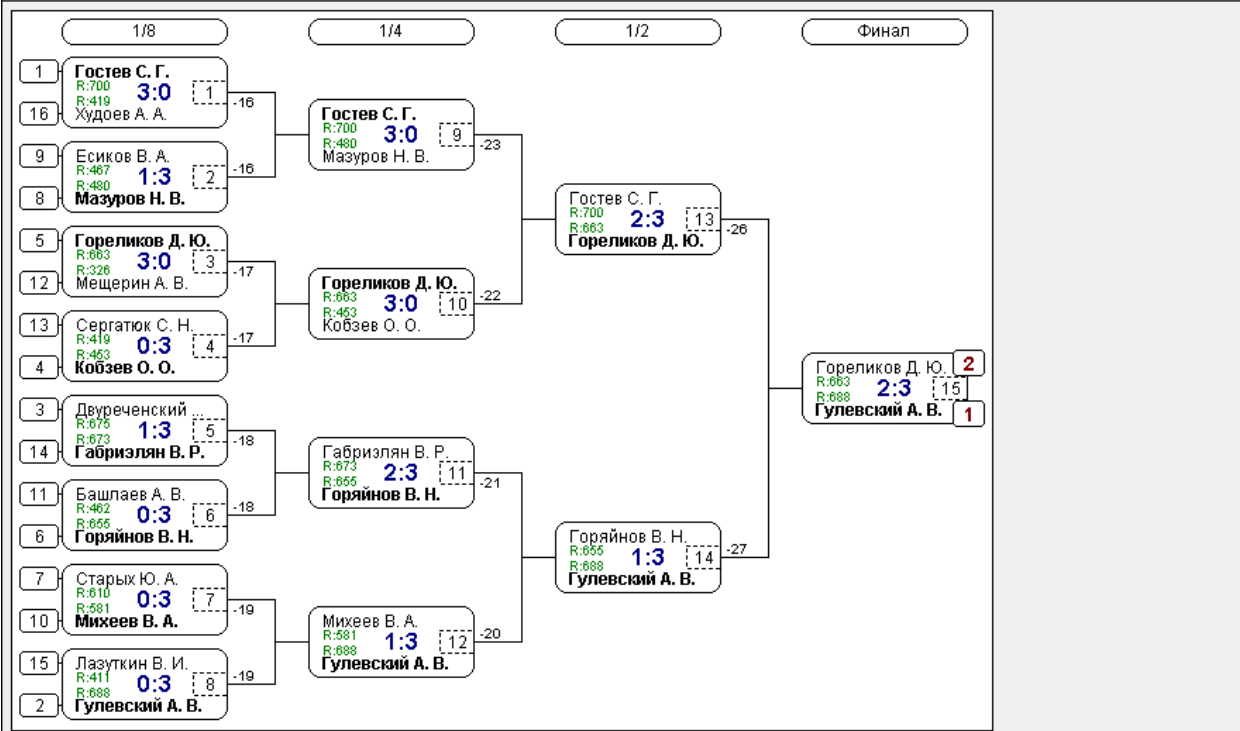 1/8
1/4
1/2
Финал
1
Гостев С. Г.
R:700
R:419
3:0
1
16
Худоев А. А.
-16
9
Есиков В. А.
R:467
R:480
1:3
2
8
Мазуров Н. В.
-16
5
Гореликов Д. Ю.
R:663
R:326
3:0
3
12
Мещерин А. В.
-17
13
Сергатюк С. Н.
R:419
R:453
0:3
4
4
Кобзев О. О.
-17
3
Двуреченский ...
R:675
R:673
1:3
5
14
Габриэлян В. Р.
-18
11
Башлаев А. В.
R:462
R:655
0:3
6
6
Горяйнов В. Н.
-18
7
Старых Ю. А.
R:610
R:581
0:3
7
10
Михеев В. А.
-19
15
Лазуткин В. И.
R:411
R:688
0:3
8
2
Гулевский А. В.
-19
Гостев С. Г.
R:700
R:480
3:0
9
Мазуров Н. В.
-23
Гореликов Д. Ю.
R:663
R:453
3:0
10
Кобзев О. О.
-22
Габриэлян В. Р.
R:673
R:655
2:3
11
Горяйнов В. Н.
-21
Михеев В. А.
R:581
R:688
1:3
12
Гулевский А. В.
-20
Гостев С. Г.
R:700
R:663
2:3
13
Гореликов Д. Ю.
-26
Горяйнов В. Н.
R:655
R:688
1:3
14
Гулевский А. В.
-27
Гореликов Д. Ю.
2
R:663
R:688
2:3
15
Гулевский А. В.
1